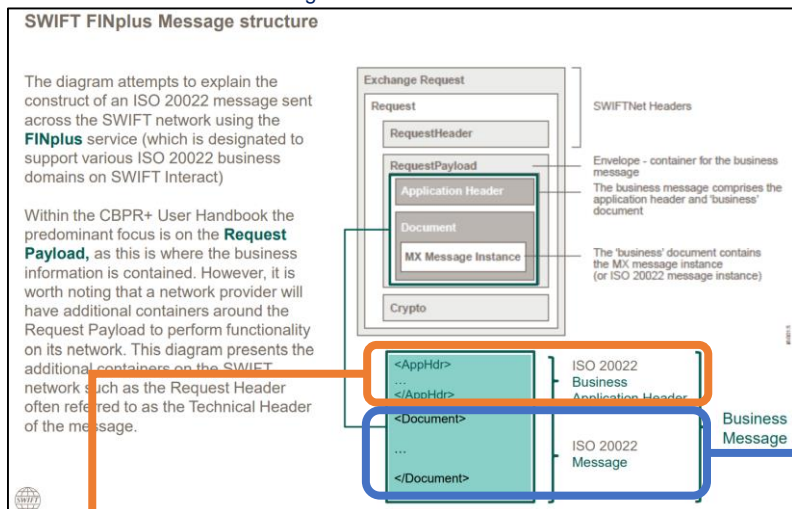 SWIFT FINplus Message structure
The diagram attempts to explain the
construct of an ISO 20022 message sent
across the SWIFT network using the
FINplus service (which is designated to
support various ISO 20022 business
domains on SWIFT Interact)
Within the CBPR+ User Handbook the
predominant focus is on the Request
Payload, as this is where the business
information is contained. However, it is
worth noting that a network provider will
have additional containers around the
Request Payload to perform functionality
on its network. This diagram presents the
additional containers on the SWIFT
network such as the Request Header
often referred to as the Technical Header
of the message.
Exchange Request
Request
RequestHeader
RequestPayload
Application Header
Document
MX Message Instance
Crypto
SWIFTNet Headers
Envelope - container for the business
message
The business message comprises the
application header and 'business'
document
The 'business' document contains
the MX message instance
(or ISO 20022 message instance)
<AppHdr>
...
</AppHdr>
<Document>
...
</Document>
ISO 20022
Business
Application Header
ISO 20022
Message
Business
Message
SWIFT